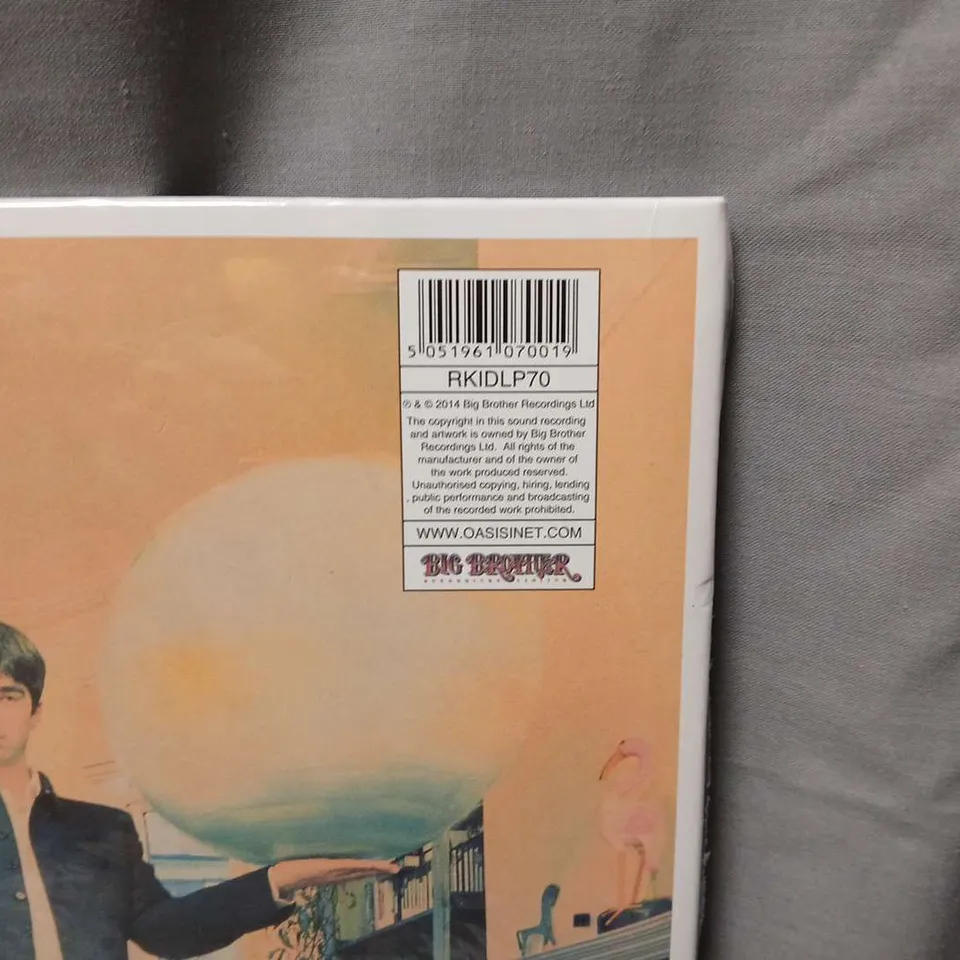 5 051961 070019
RKIDLP70
℗ & © 2014 Big Brother Recordings Ltd
The copyright in this sound recording
and artwork is owned by Big Brother
Recordings Ltd. All rights of the
manufacturer and of the owner of
the work produced reserved.
Unauthorised copying, hiring, lending
, public performance and broadcasting
of the recorded work prohibited.
WWW.OASISINET.COM
BIG BROTHER
RECORDINGS LIMITED